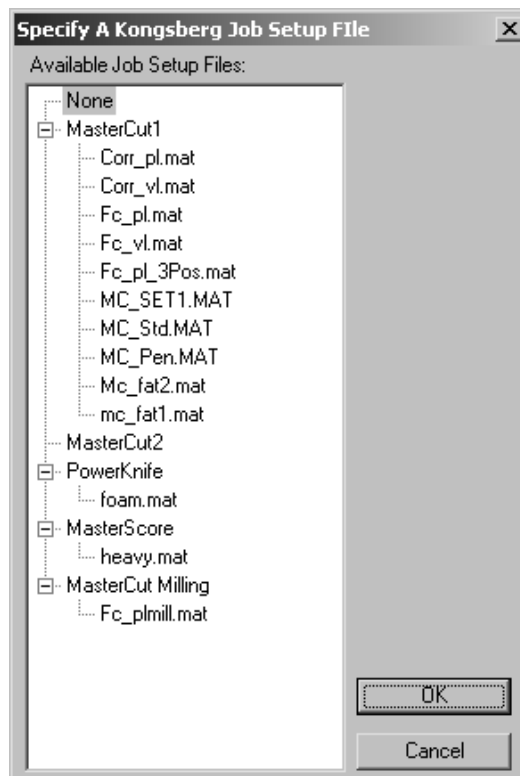 Specify A Kongsberg Job Setup FIle
Available Job Setup Files:
None
MasterCut1
Corr_pl.mat
Corr_vl.mat
Fc_pl.mat
Fc_vl.mat
Fc_pl_3Pos.mat
MC_SET1.MAT
MC_Std.MAT
MC_Pen.MAT
Mc_fat2.mat
mc_fat1.mat
MasterCut2
PowerKnife
foam.mat
MasterScore
heavy.mat
MasterCut Milling
Fc_plmill.mat
OK
Cancel